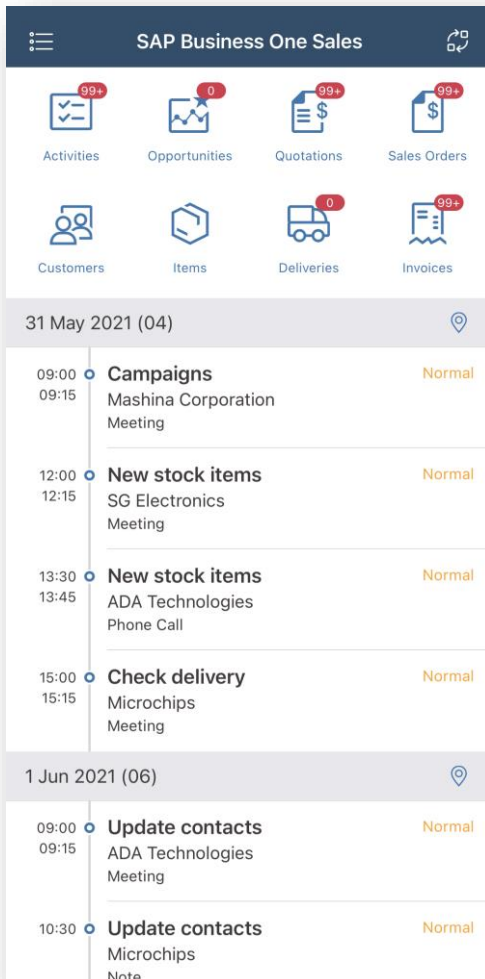 SAP Business One Sales
99+ 0 99+ 99+
Activities Opportunities Quotations Sales Orders
0 99+
Customers Items Deliveries Invoices
31 May 2021 (04)
09:00 Campaigns Normal
09:15 Mashina Corporation
Meeting
12:00 New stock items Normal
12:15 SG Electronics
Meeting
13:30 New stock items Normal
13:45 ADA Technologies
Phone Call
15:00 Check delivery Normal
15:15 Microchips
Meeting
1 Jun 2021 (06)
09:00 Update contacts Normal
09:15 ADA Technologies
Meeting
10:30 Update contacts Normal
Microchips
Note